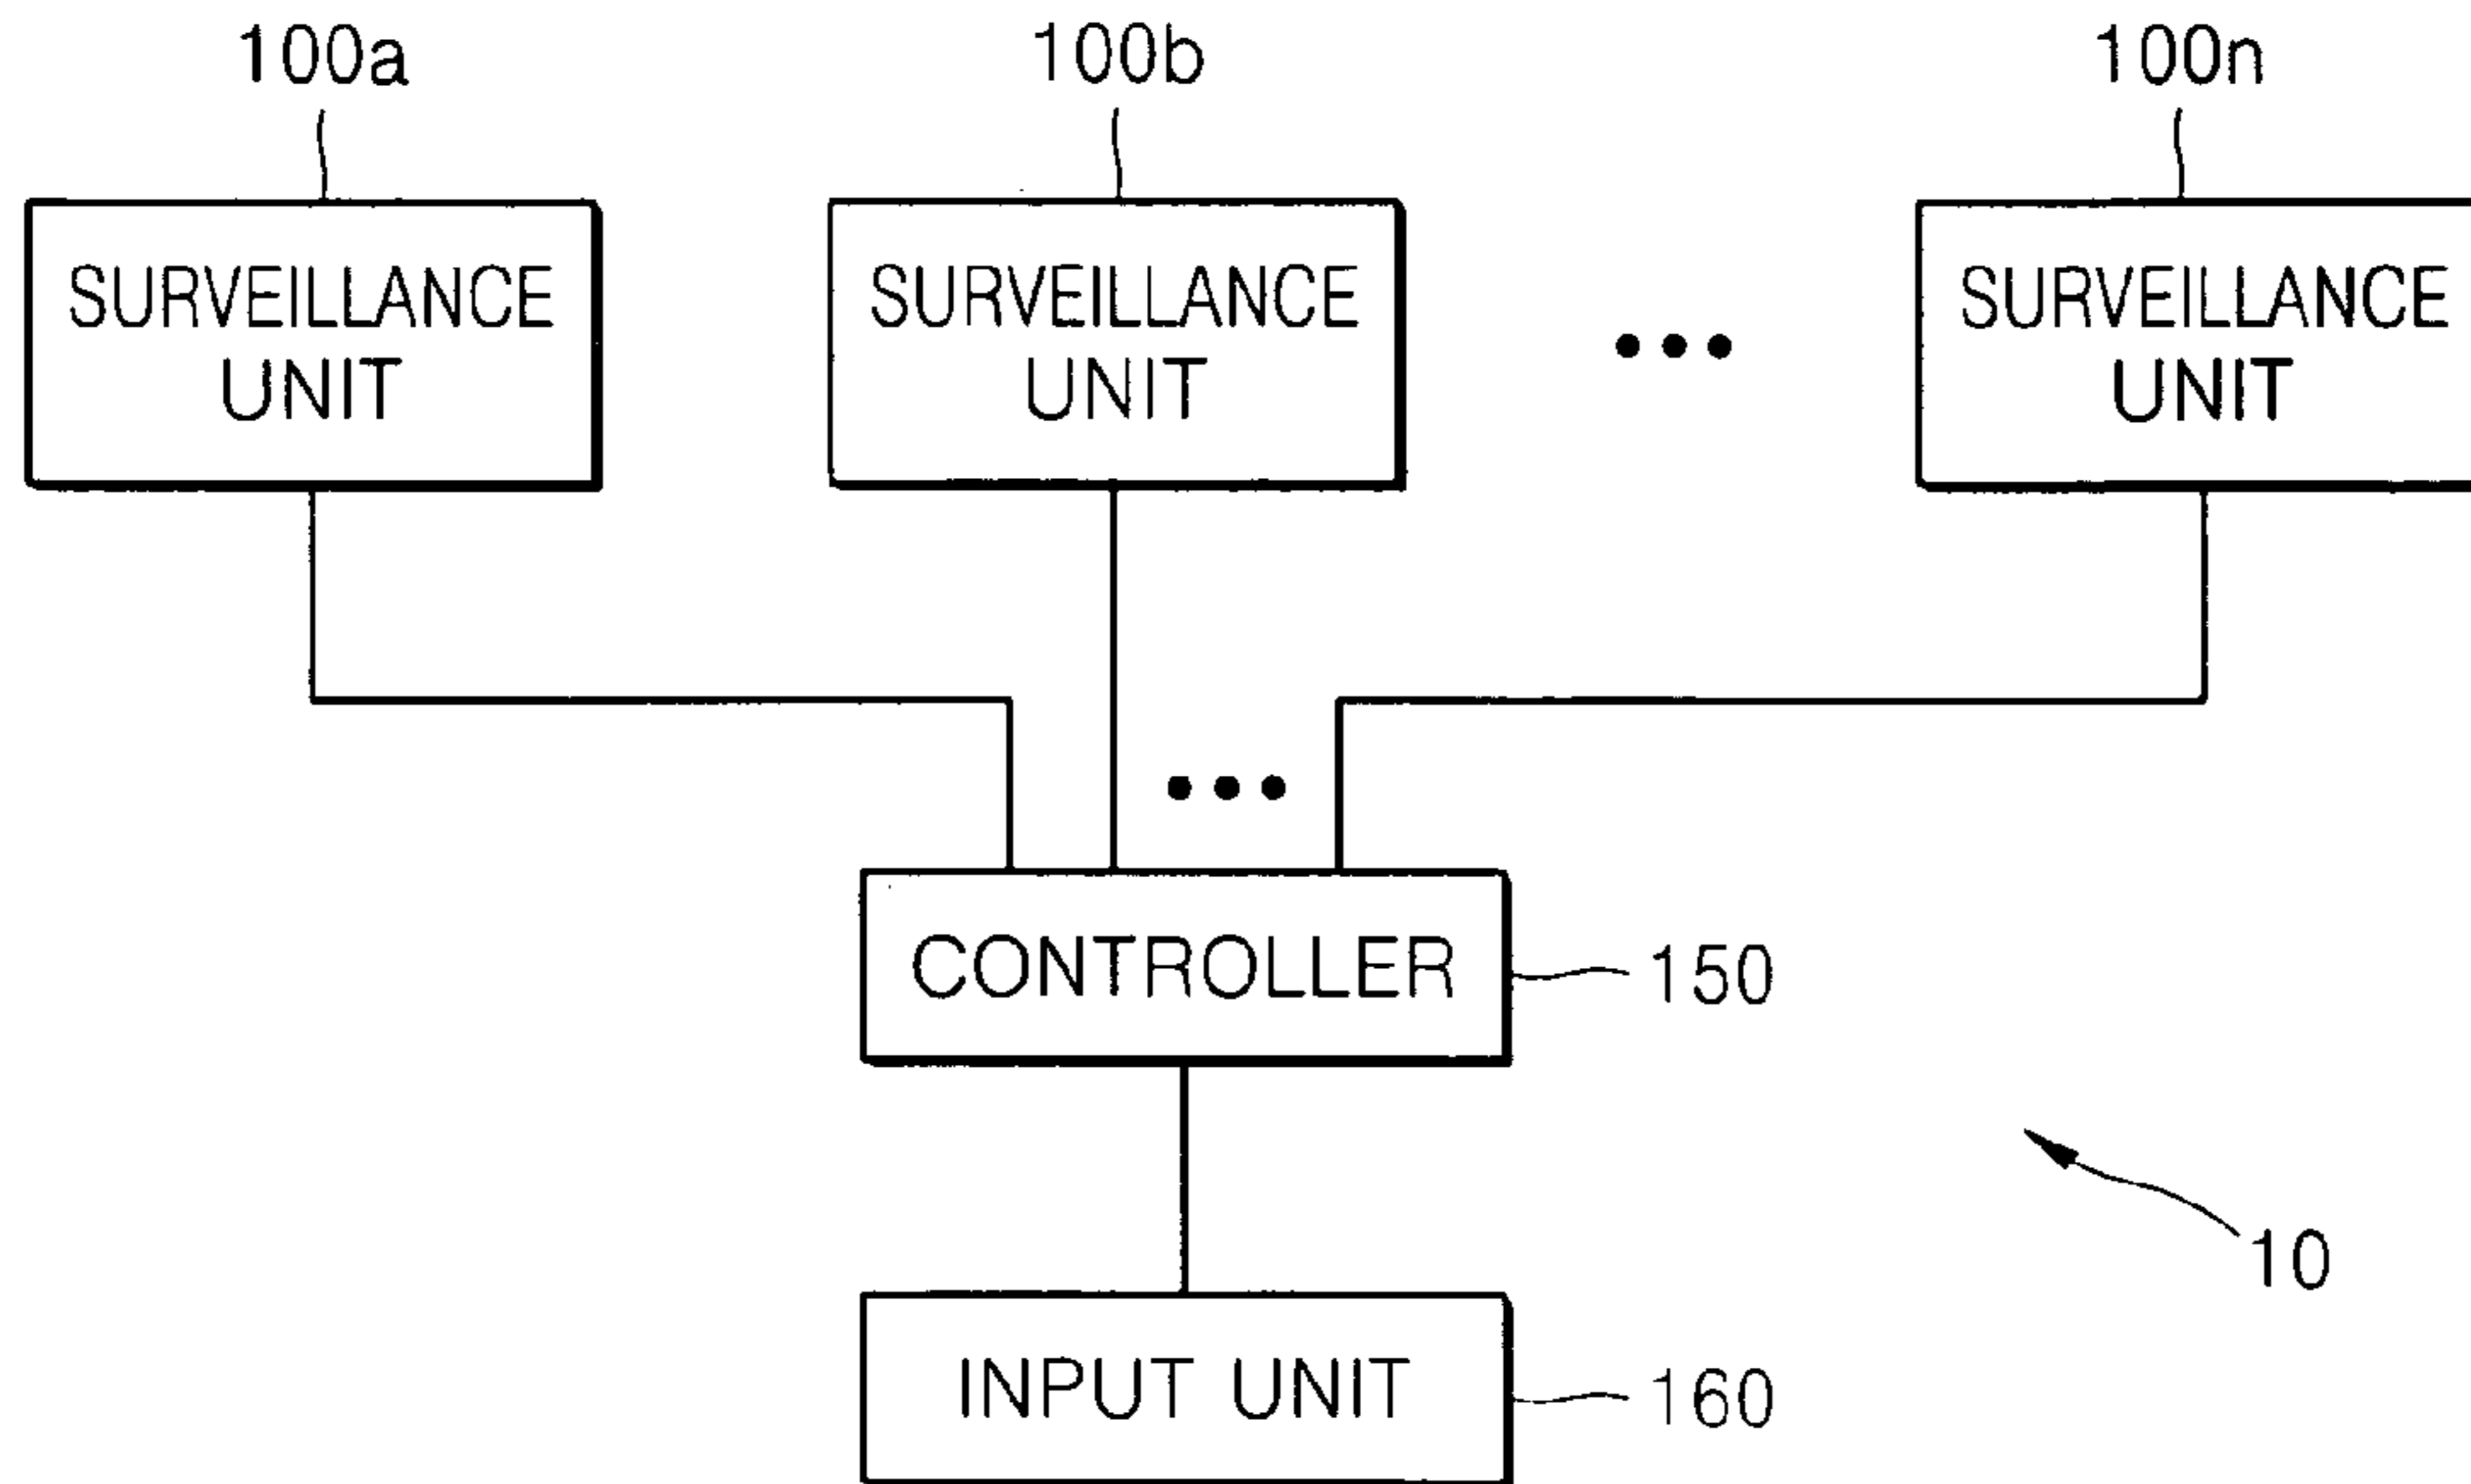 100a
100b
100n
SURVEILLANCE
UNIT
SURVEILLANCE
UNIT
SURVEILLANCE
UNIT
CONTROLLER
150
10
INPUT UNIT
160